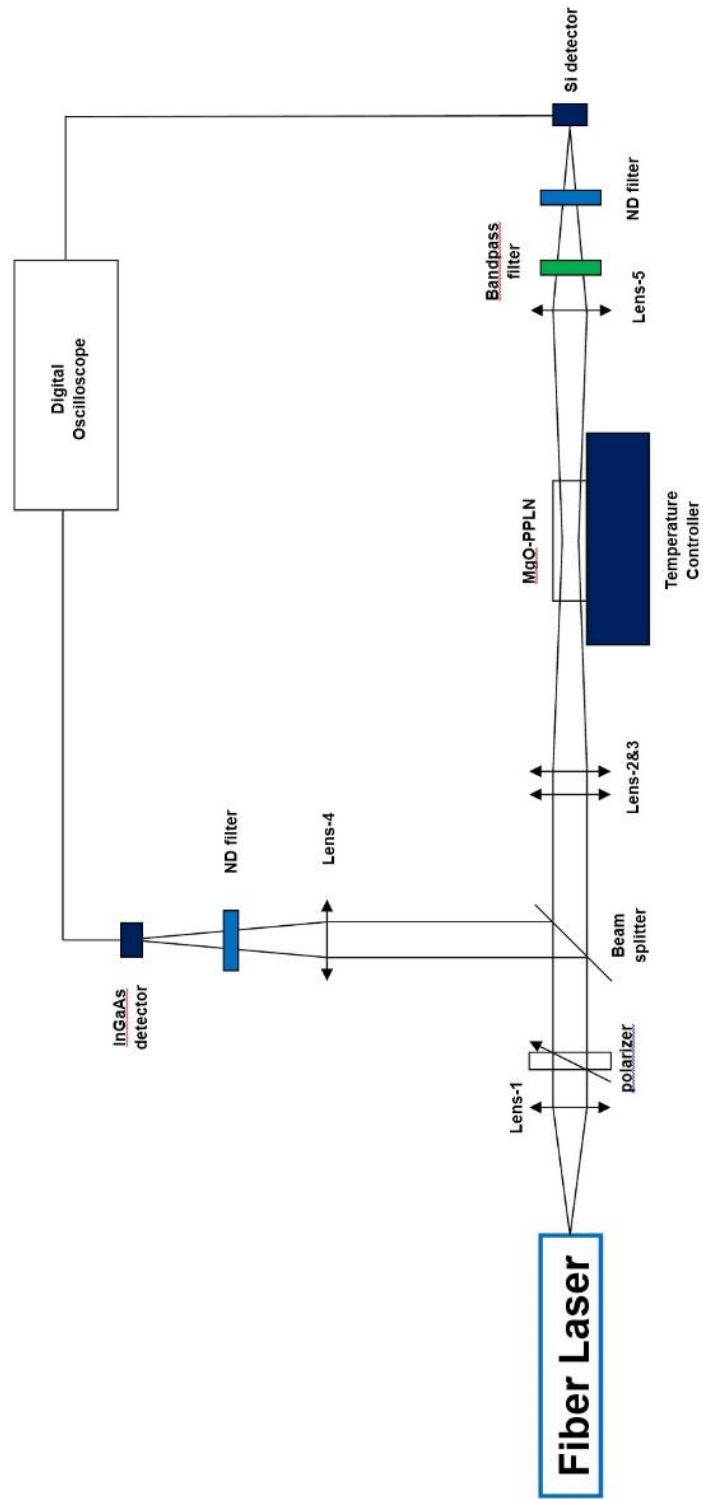 Digital
Oscilloscope
InGaAs
detector
ND filter
Lens-4
Fiber Laser
Lens-1
polarizer
Beam
splitter
Lens-2&3
MgO-PPLN
Temperature
Controller
Lens-5
Bandpass
filter
ND filter
Si detector